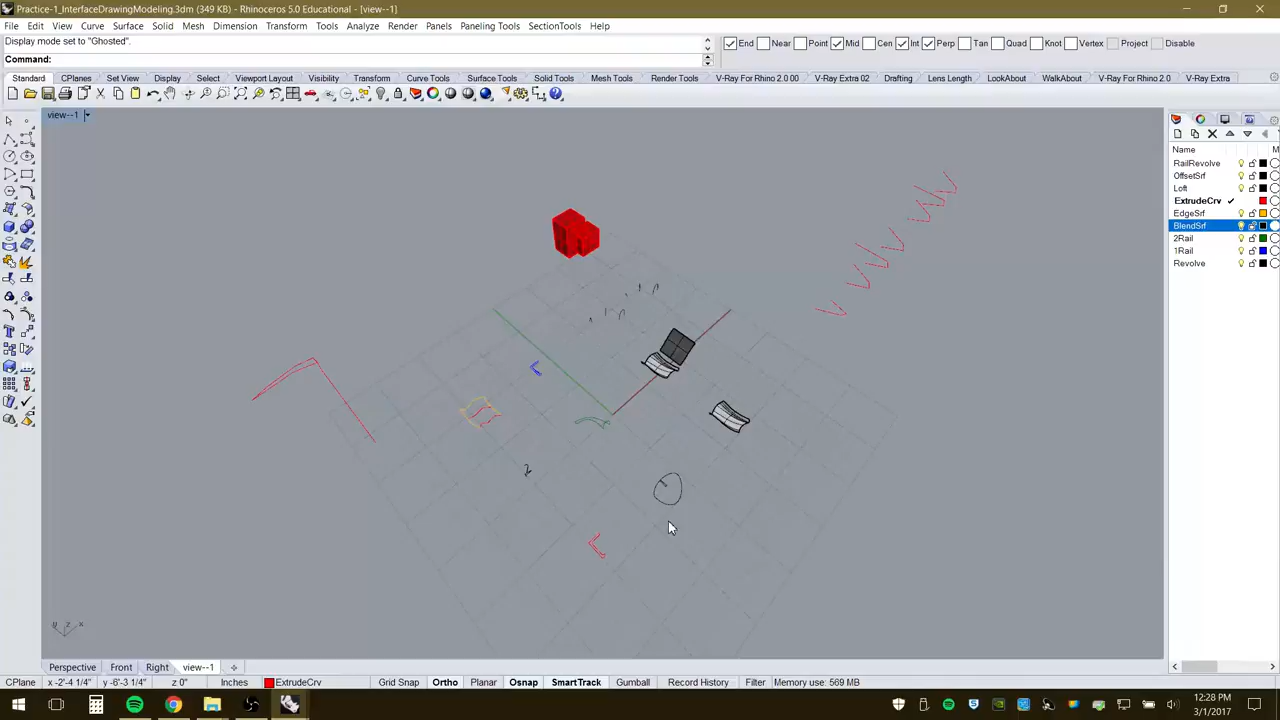 Practice-1_InterfaceDrawingModeling.3dm (349 KB) - Rhinoceros 5.0 Educational - [view--1]
File Edit View Curve Surface Solid Mesh Dimension Transform Tools Analyze Render Panels Paneling Tools SectionTools Help
Display mode set to "Ghosted".
Command:
End Near Point Mid Cen Int Perp Tan Quad Knot Vertex Project Disable
Standard CPlanes Set View Display Select Viewport Layout Visibility Transform Curve Tools Surface Tools Solid Tools Mesh Tools Render Tools V-Ray For Rhino 2.0 00 V-Ray Extra 02 Drafting Lens Length LookAbout WalkAbout V-Ray For Rhino 2.0 V-Ray Extra
view--1
Name M
RailRevolve
OffsetSrf
Loft
ExtrudeCrv
EdgeSrf
BlendSrf
2Rail
1Rail
Revolve
y z x
Perspective Front Right view--1
CPlane x -2'-4 1/4" y -6'-3 1/4" z 0" Inches ExtrudeCrv Grid Snap Ortho Planar Osnap SmartTrack Gumball Record History Filter Memory use: 569 MB
12:28 PM
3/1/2017